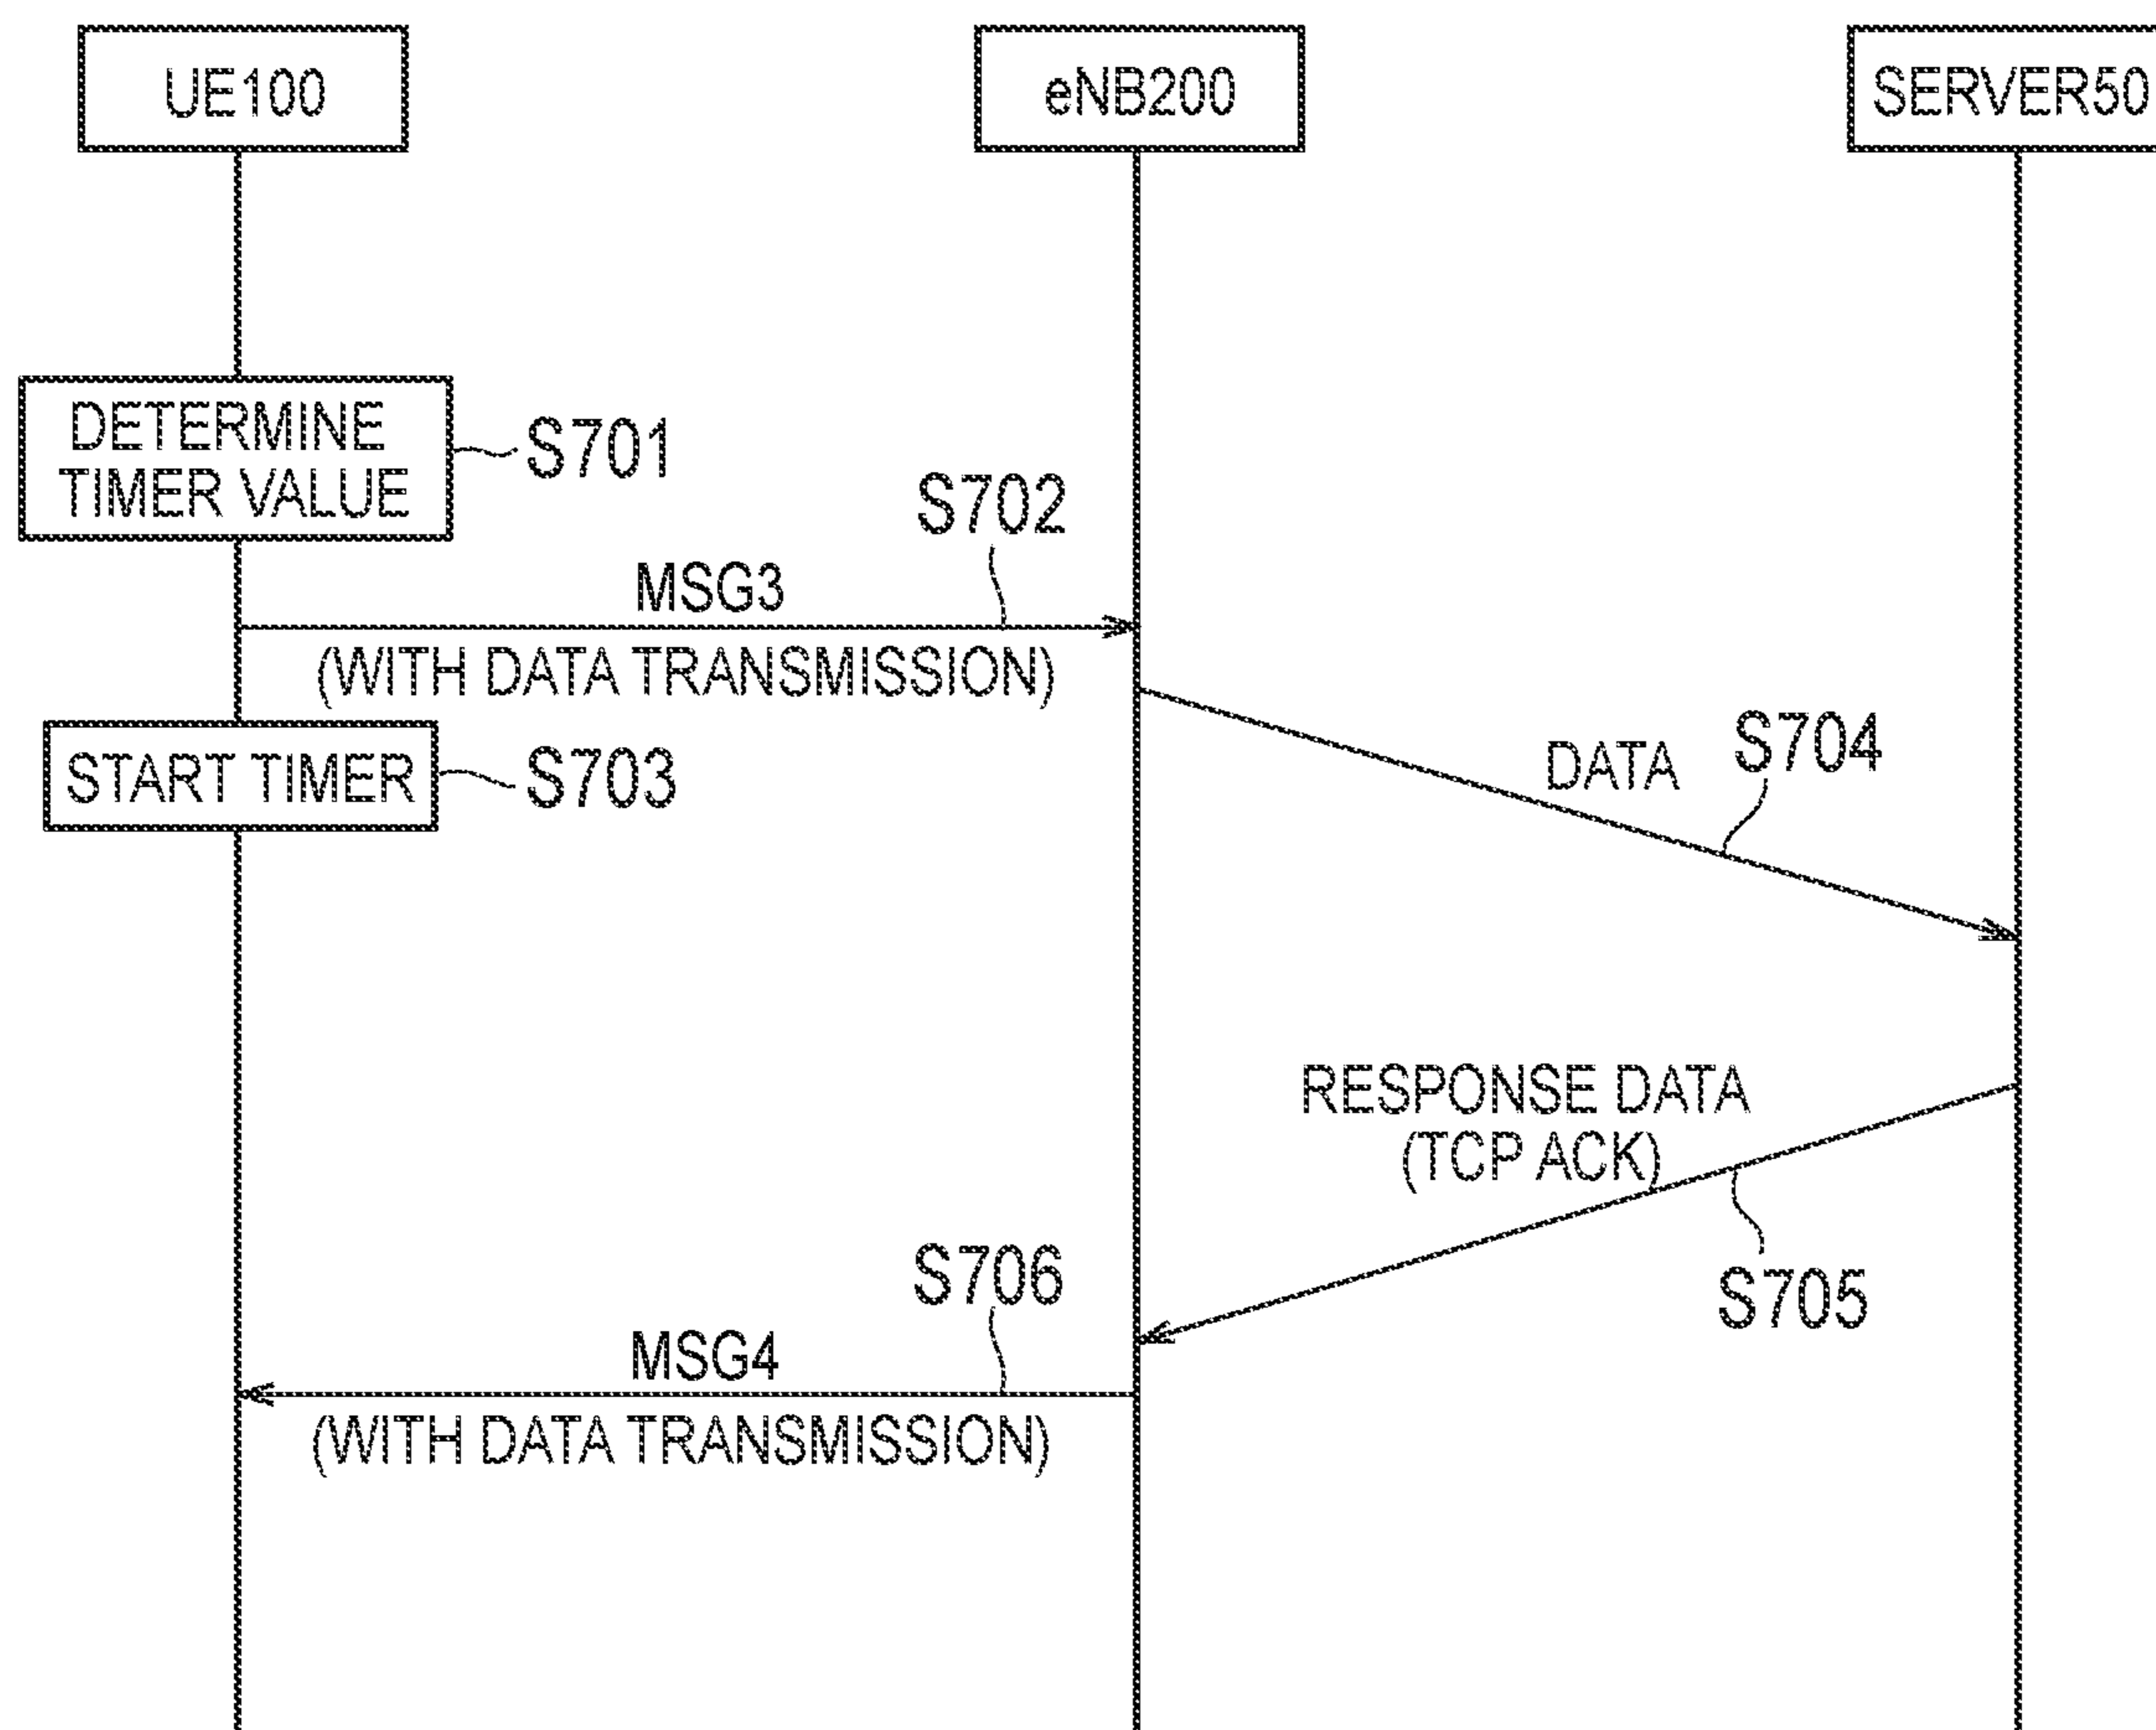 UE100
eNB200
SERVER50
DETERMINE
TIMER VALUE
S701
S702
MSG3
(WITH DATA TRANSMISSION)
START TIMER
S703
DATA
S704
RESPONSE DATA
(TCP ACK)
S705
S706
MSG4
(WITH DATA TRANSMISSION)